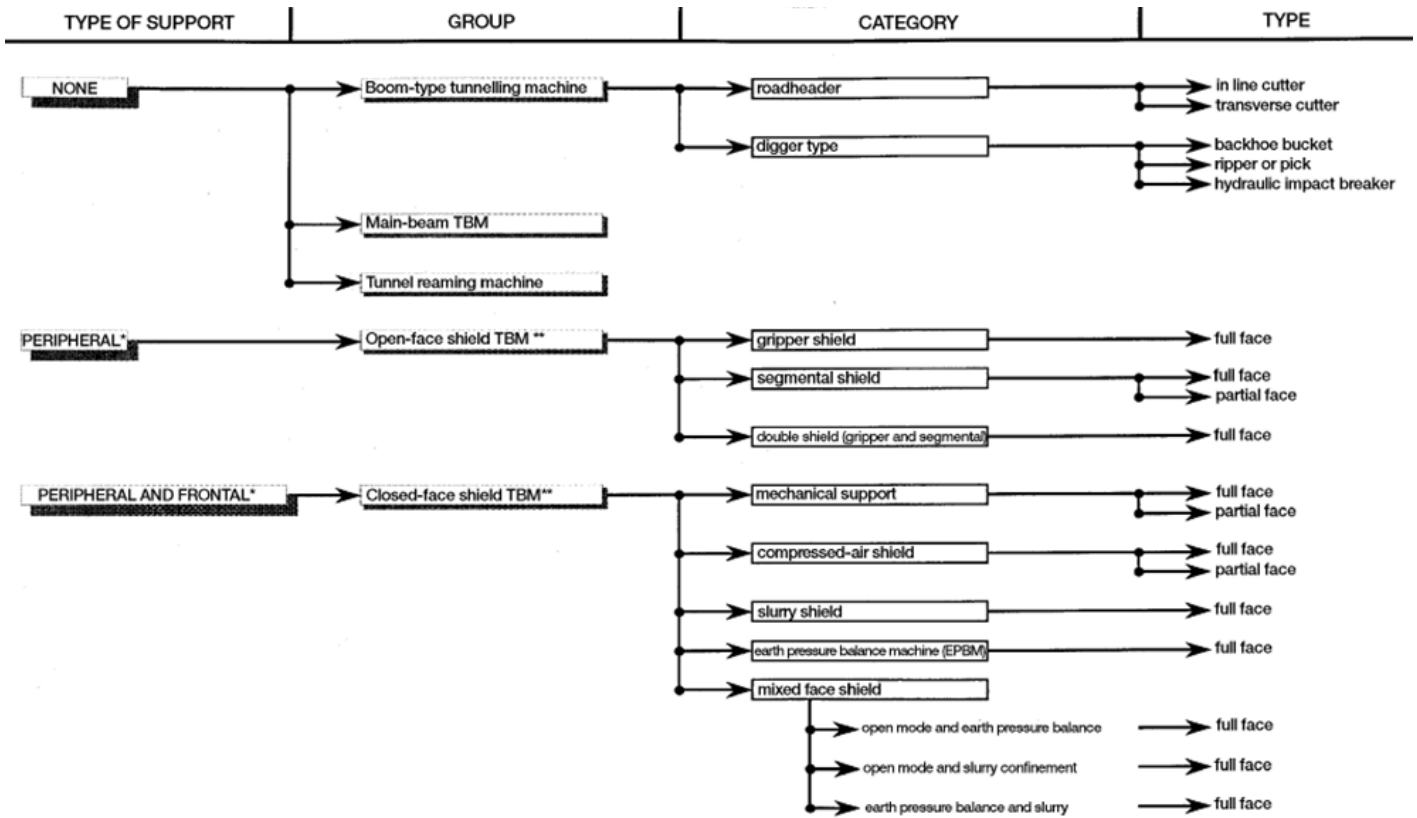 TYPE OF SUPPORT
GROUP
CATEGORY
TYPE
NONE
Boom-type tunnelling machine
roadheader
in line cutter
transverse cutter
digger type
backhoe bucket
ripper or pick
hydraulic impact breaker
Main-beam TBM
Tunnel reaming machine
PERIPHERAL*
Open-face shield TBM **
gripper shield
full face
segmental shield
full face
partial face
double shield (gripper and segmental)
full face
PERIPHERAL AND FRONTAL*
Closed-face shield TBM**
mechanical support
full face
partial face
compressed-air shield
full face
partial face
slurry shield
full face
earth pressure balance machine (EPBM)
full face
mixed face shield
open mode and earth pressure balance
full face
open mode and slurry confinement
full face
earth pressure balance and slurry
full face